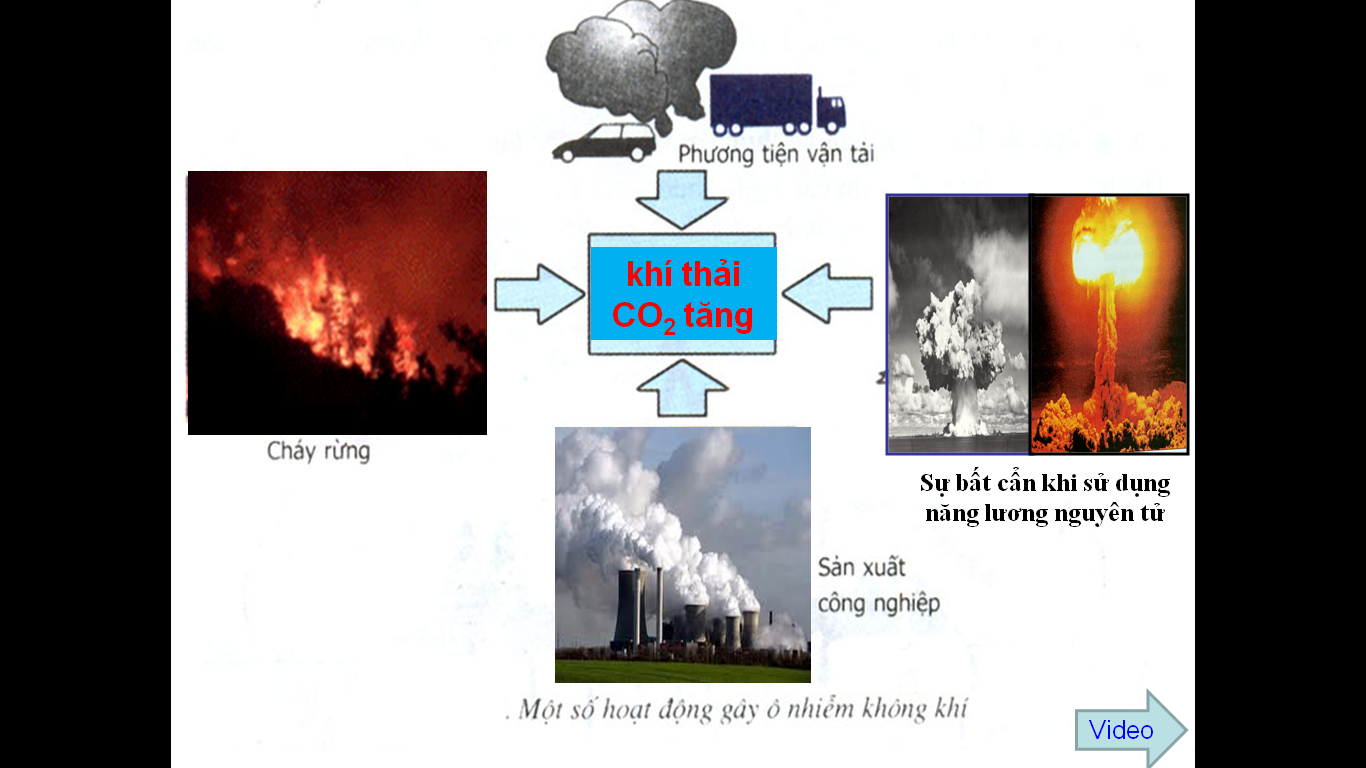 Phương tiện vận tải
khí thải
CO₂ tăng
Cháy rừng
Sự bất cẩn khi sử dụng
năng lương nguyên tử
Sản xuất
công nghiệp
. Một số hoạt động gây ô nhiễm không khí
Video